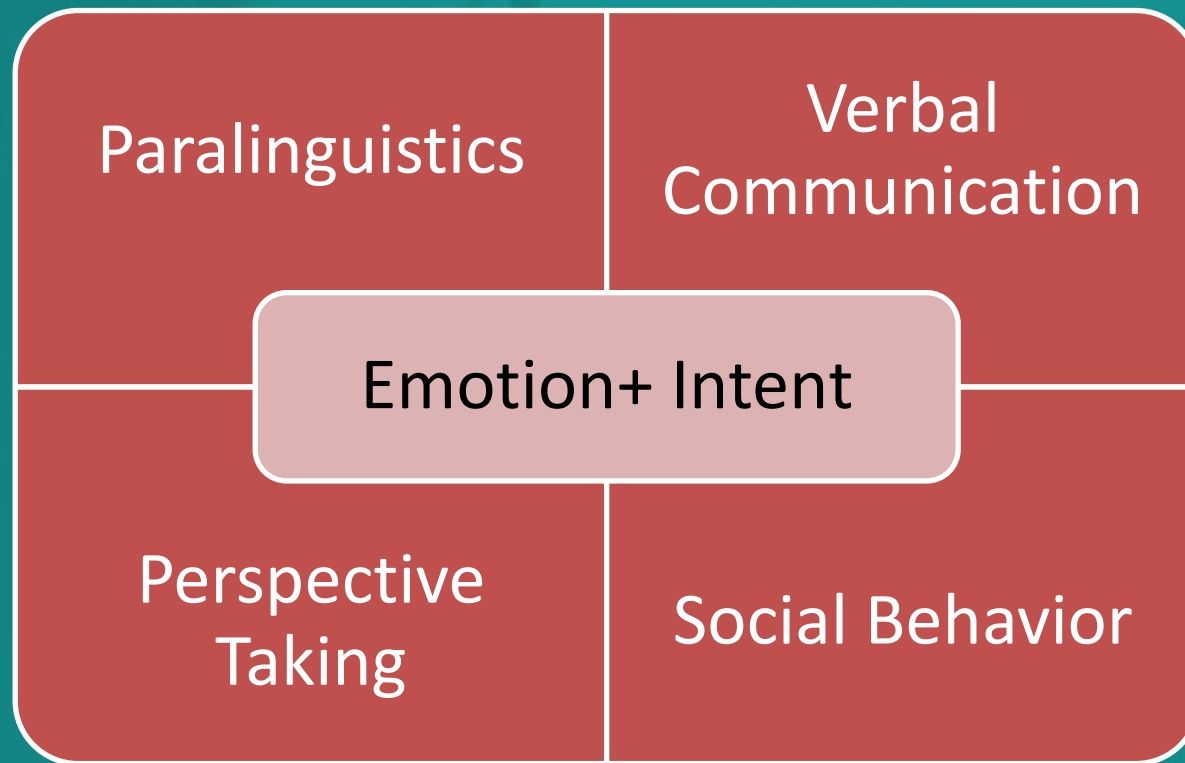 Paralinguistics
Verbal
Communication
Emotion+ Intent
Perspective
Taking
Social Behavior